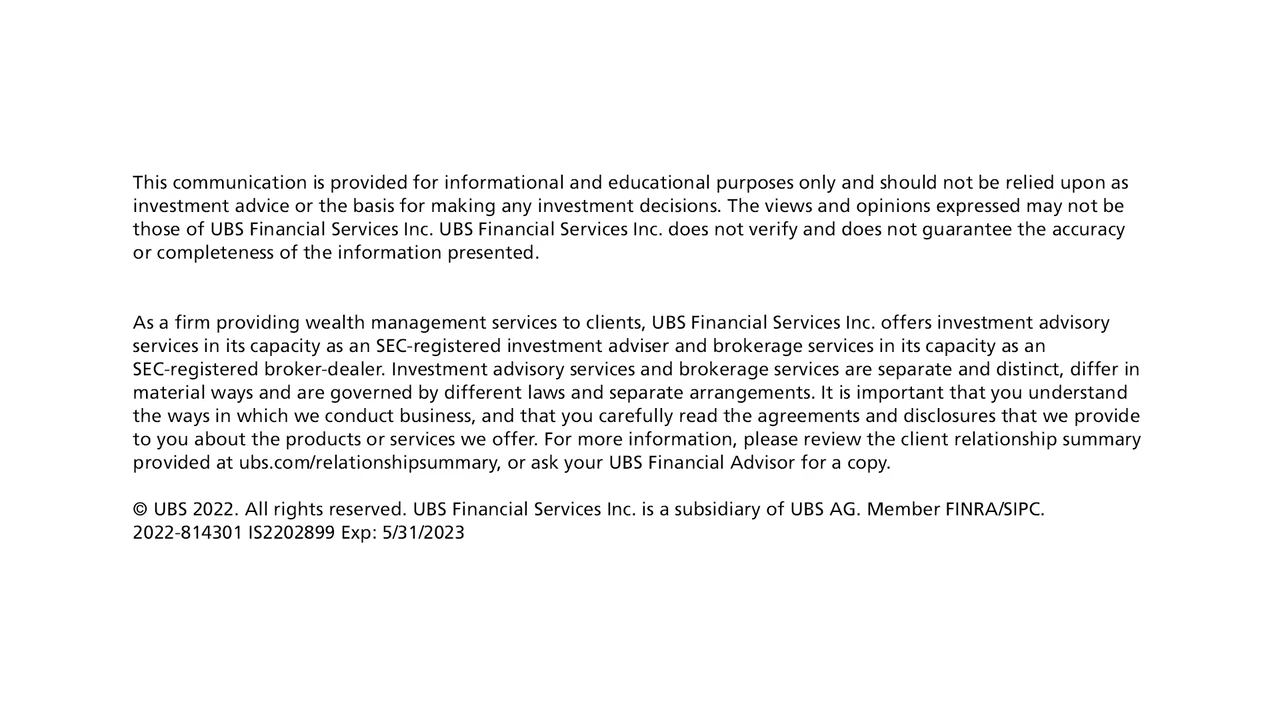 This communication is provided for informational and educational purposes only and should not be relied upon as
investment advice or the basis for making any investment decisions. The views and opinions expressed may not be
those of UBS Financial Services Inc. UBS Financial Services Inc. does not verify and does not guarantee the accuracy
or completeness of the information presented.
As a firm providing wealth management services to clients, UBS Financial Services Inc. offers investment advisory
services in its capacity as an SEC-registered investment adviser and brokerage services in its capacity as an
SEC-registered broker-dealer. Investment advisory services and brokerage services are separate and distinct, differ in
material ways and are governed by different laws and separate arrangements. It is important that you understand
the ways in which we conduct business, and that you carefully read the agreements and disclosures that we provide
to you about the products or services we offer. For more information, please review the client relationship summary
provided at ubs.com/relationshipsummary, or ask your UBS Financial Advisor for a copy.
© UBS 2022. All rights reserved. UBS Financial Services Inc. is a subsidiary of UBS AG. Member FINRA/SIPC.
2022-814301 IS2202899 Exp: 5/31/2023